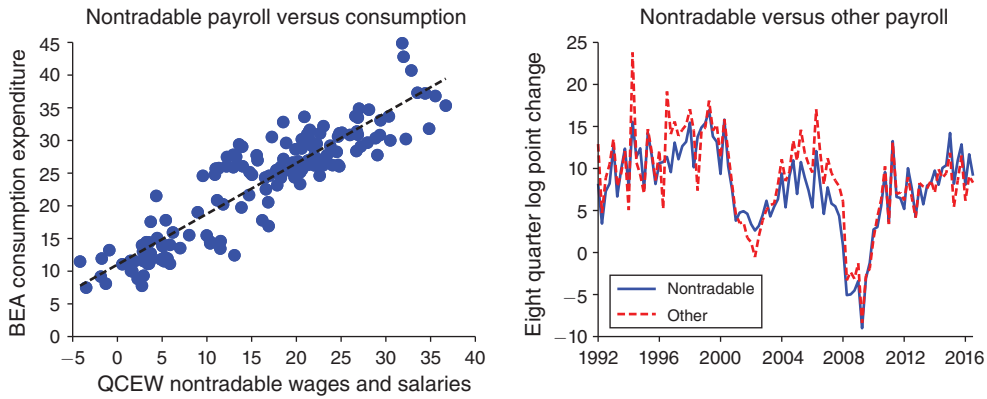 Nontradable payroll versus consumption
BEA consumption expenditure
45
40
35
30
25
20
15
10
5
0
−5 0 5 10 15 20 25 30 35 40
QCEW nontradable wages and salaries
Nontradable versus other payroll
Eight quarter log point change
25
20
15
10
5
0
−5
−10
Nontradable
Other
1992 1996 2000 2004 2008 2012 2016